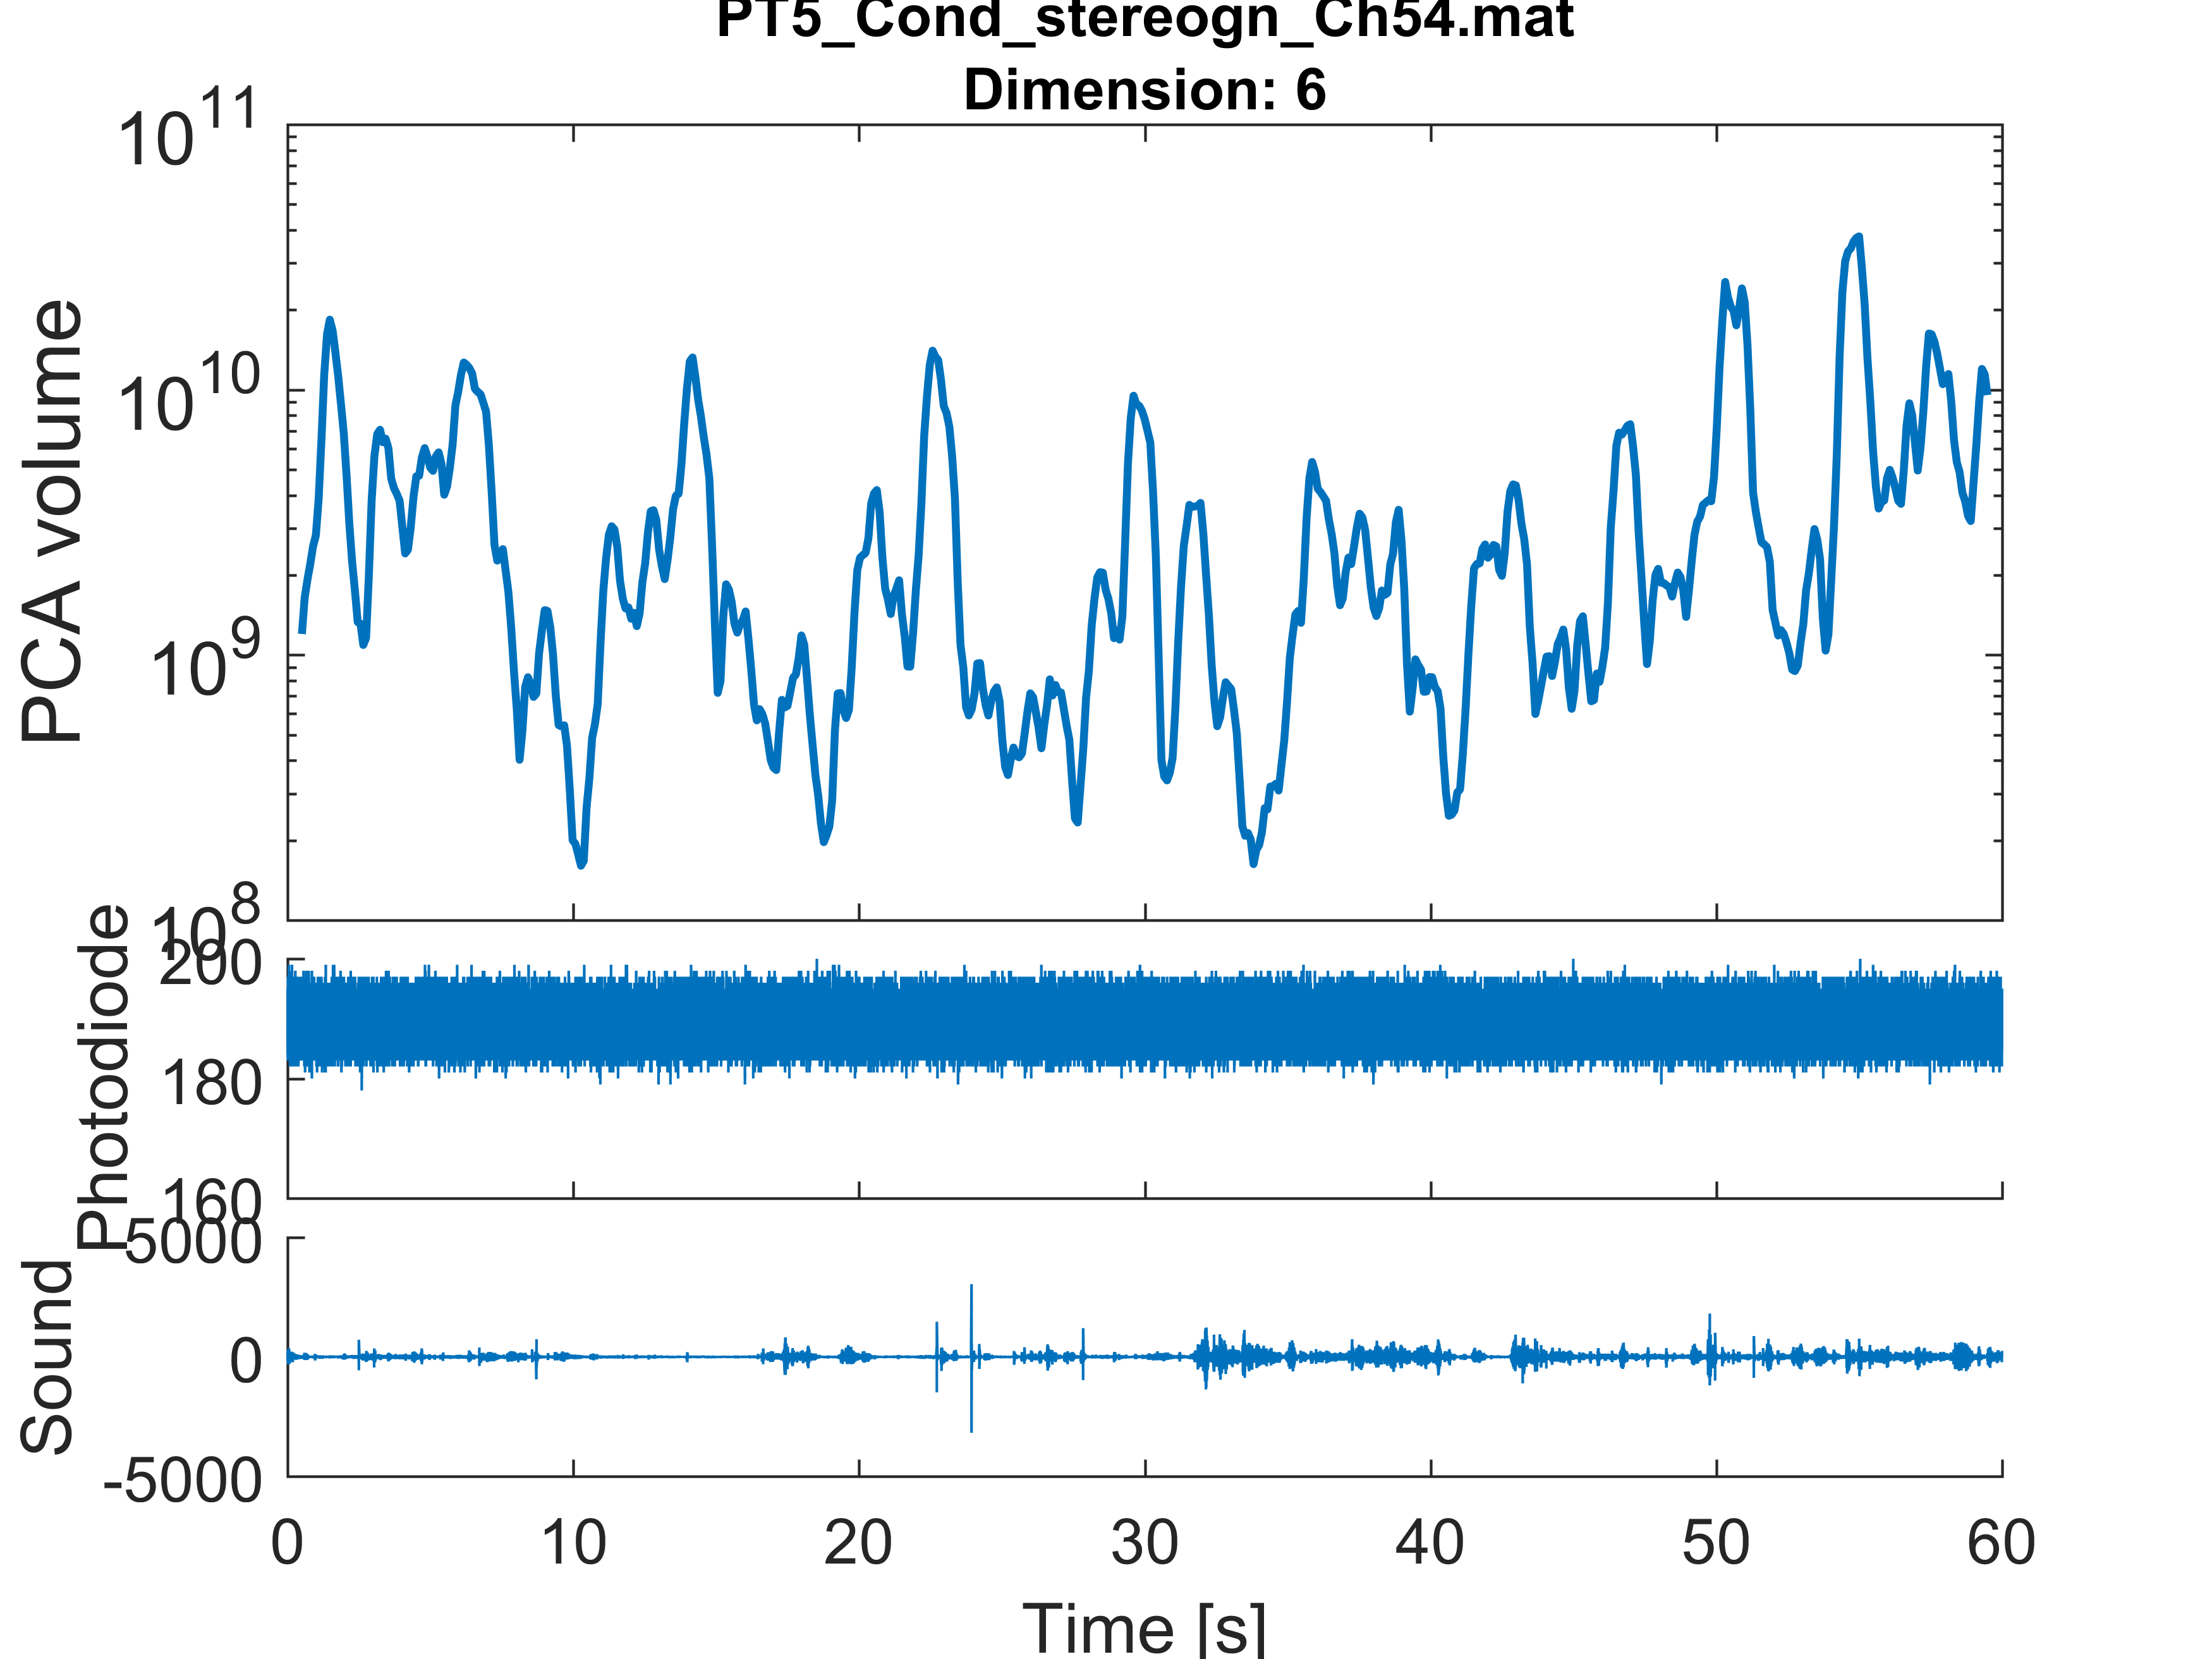 PT5_Cond_stereogn_Ch54.mat
Dimension: 6
10^11
10^10
10^9
10^8
PCA volume
200
180
160
Photodiode
5000
0
-5000
Sound
0 10 20 30 40 50 60
Time [s]